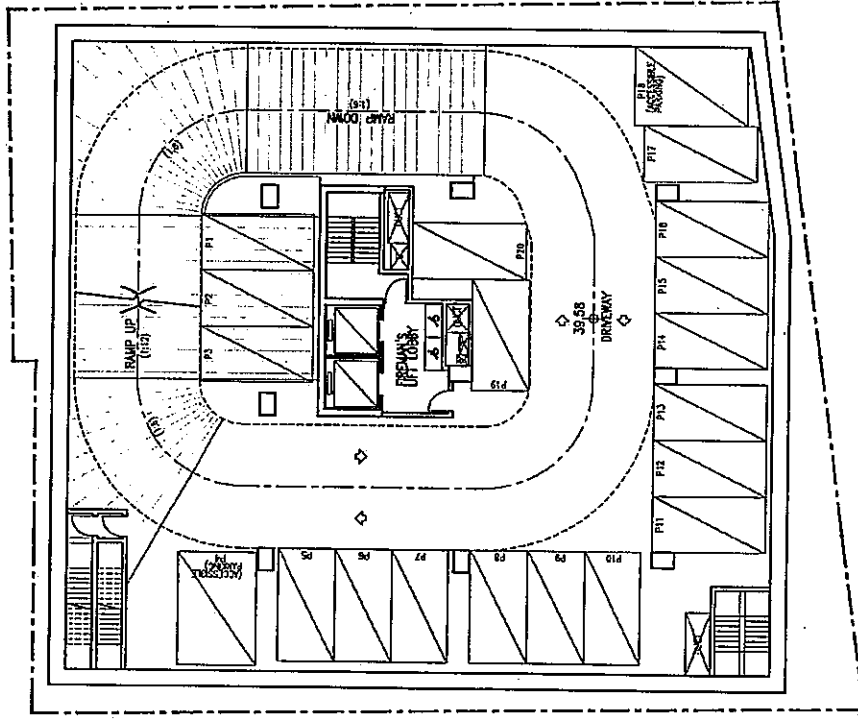 RAMP DOWN
(1:6)
(1:8)
RAMP UP
(1:12)
(1:8)
P1
P2
P3
P4
(ACCESSIBLE
PARKING)
P5
P6
P7
P8
P9
P10
P11
P12
P13
P14
P15
P16
P17
P18
(ACCESSIBLE
PARKING)
P19
P20
FIREMAN'S
LIFT LOBBY
39.58
DRIVEWAY